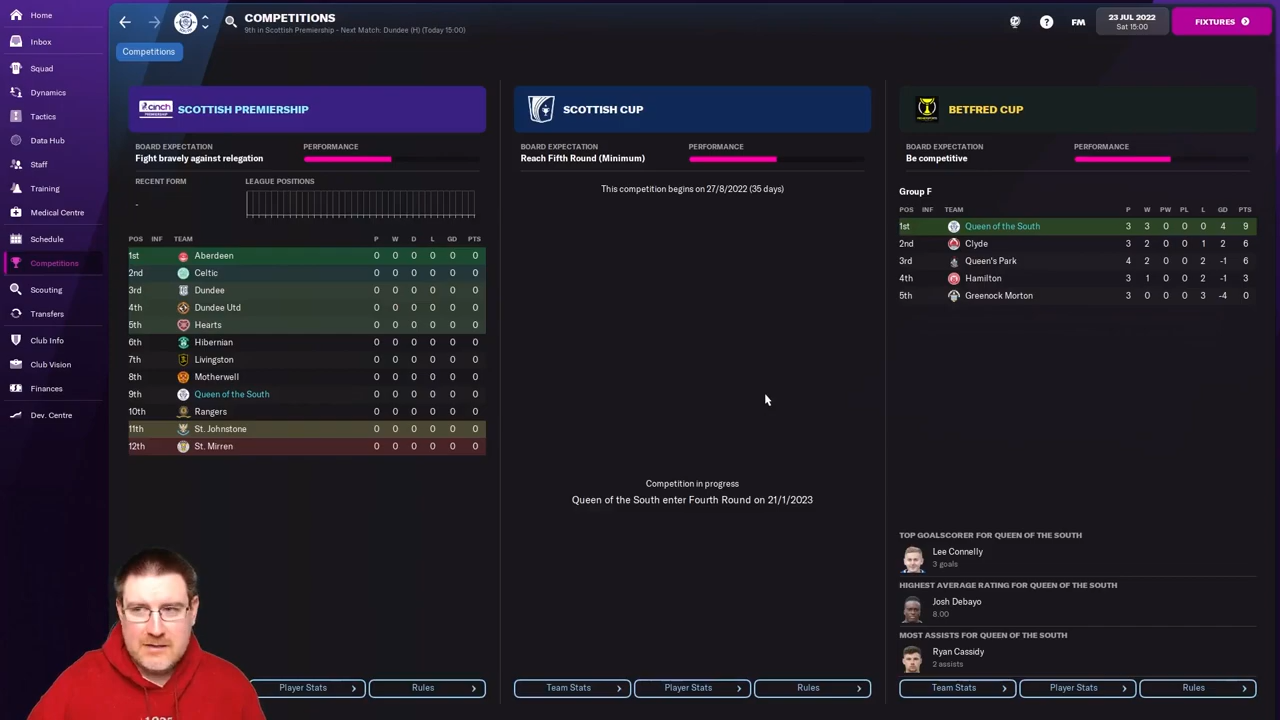 Home
Inbox
Squad
Dynamics
Tactics
Data Hub
Staff
Training
Medical Centre
Schedule
Competitions
Scouting
Transfers
Club Info
Club Vision
Finances
Dev. Centre
COMPETITIONS
9th in Scottish Premiership - Next Match: Dundee (H) (Today 15:00)
? FM
23 JUL 2022
Sat 15:00
FIXTURES
Competitions
cinch PREMIERSHIP
SCOTTISH PREMIERSHIP
BOARD EXPECTATION PERFORMANCE
Fight bravely against relegation
RECENT FORM LEAGUE POSITIONS
-
POS INF TEAM P W D L GD PTS
1st Aberdeen 0 0 0 0 0 0
2nd Celtic 0 0 0 0 0 0
3rd Dundee 0 0 0 0 0 0
4th Dundee Utd 0 0 0 0 0 0
5th Hearts 0 0 0 0 0 0
6th Hibernian 0 0 0 0 0 0
7th Livingston 0 0 0 0 0 0
8th Motherwell 0 0 0 0 0 0
9th Queen of the South 0 0 0 0 0 0
10th Rangers 0 0 0 0 0 0
11th St. Johnstone 0 0 0 0 0 0
12th St. Mirren 0 0 0 0 0 0
Player Stats Rules
SCOTTISH CUP
BOARD EXPECTATION PERFORMANCE
Reach Fifth Round (Minimum)
This competition begins on 27/8/2022 (35 days)
Competition in progress
Queen of the South enter Fourth Round on 21/1/2023
Team Stats Player Stats Rules
BETFRED CUP
BOARD EXPECTATION PERFORMANCE
Be competitive
Group F
POS INF TEAM P W PW PL L GD PTS
1st Queen of the South 3 3 0 0 0 4 9
2nd Clyde 3 2 0 0 1 2 6
3rd Queen's Park 4 2 0 0 2 -1 6
4th Hamilton 3 1 0 0 2 -1 3
5th Greenock Morton 3 0 0 0 3 -4 0
TOP GOALSCORER FOR QUEEN OF THE SOUTH
Lee Connelly
3 goals
HIGHEST AVERAGE RATING FOR QUEEN OF THE SOUTH
Josh Debayo
8.00
MOST ASSISTS FOR QUEEN OF THE SOUTH
Ryan Cassidy
2 assists
Team Stats Player Stats Rules